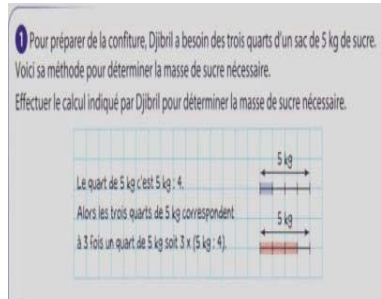 1 Pour préparer de la confiture, Djibril a besoin des trois quarts d'un sac de 5 kg de sucre.
Voici sa méthode pour déterminer la masse de sucre nécessaire.
Effectuer le calcul indiqué par Djibril pour déterminer la masse de sucre nécessaire.
5 kg
Le quart de 5 kg c'est 5 kg : 4.
Alors les trois quarts de 5 kg correspondent
5 kg
à 3 fois un quart de 5 kg soit 3 x (5 kg : 4).